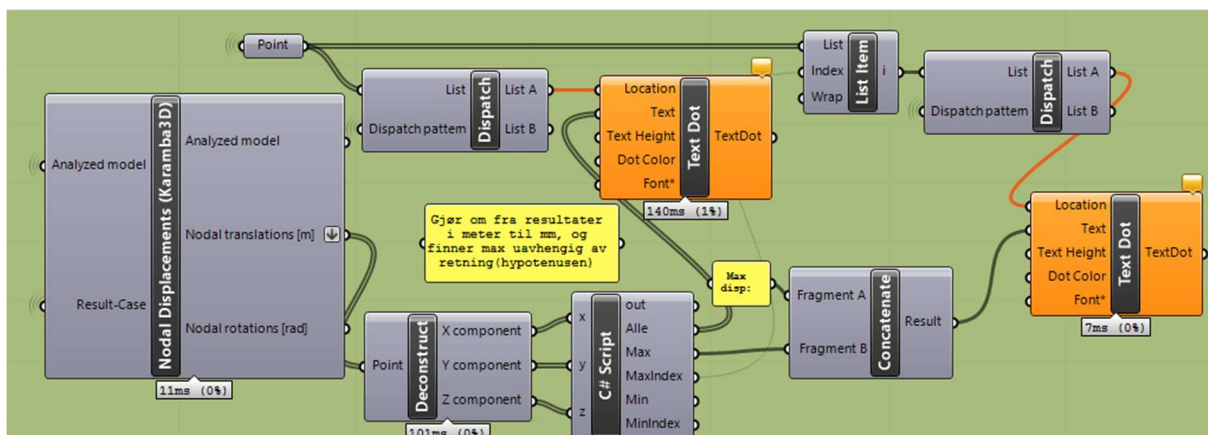 Point
List
Dispatch pattern
Dispatch
List A
List B
Location
Text
Text Height
Dot Color
Font*
Text Dot
TextDot
140ms (1%)
List
Index
Wrap
List Item
i
List
Dispatch pattern
Dispatch
List A
List B
Analyzed model
Result-Case
Nodal Displacements (Karamba3D)
Analyzed model
Nodal translations [m]
Nodal rotations [rad]
11ms (0%)
Gjør om fra resultater
i meter til mm, og
finner max uavhengig av
retning(hypotenusen)
Point
Deconstruct
X component
Y component
Z component
101ms (0%)
x
y
z
C# Script
out
Alle
Max
MaxIndex
Min
MinIndex
Max
disp:
Fragment A
Fragment B
Concatenate
Result
Location
Text
Text Height
Dot Color
Font*
Text Dot
TextDot
7ms (0%)